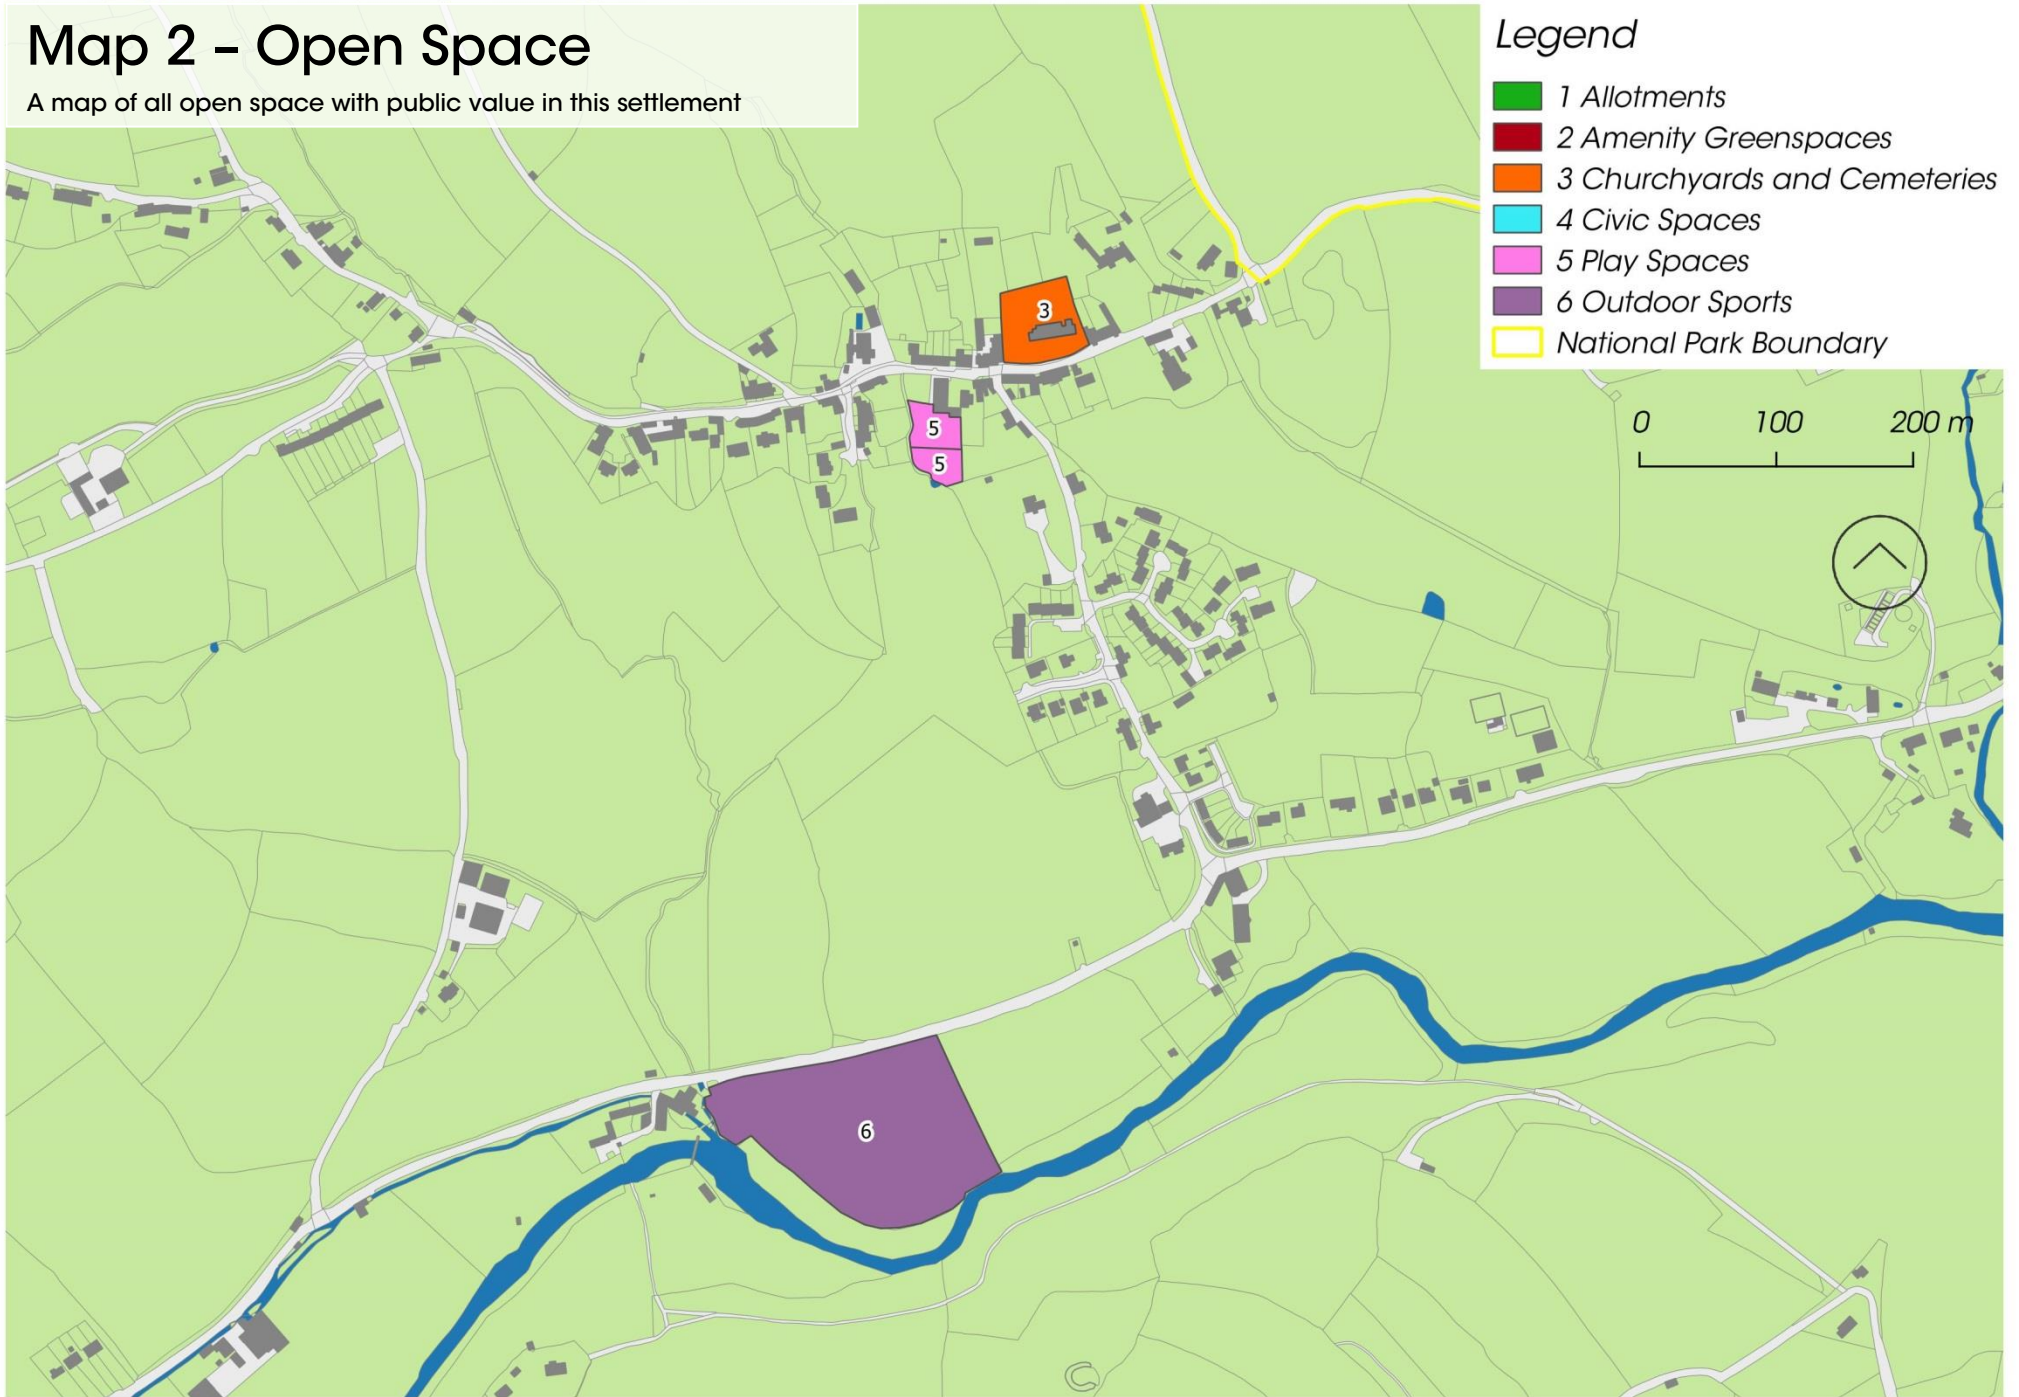 Map 2 – Open Space
A map of all open space with public value in this settlement
Legend
1 Allotments
2 Amenity Greenspaces
3 Churchyards and Cemeteries
4 Civic Spaces
5 Play Spaces
6 Outdoor Sports
National Park Boundary
0 100 200 m
3
5
5
6